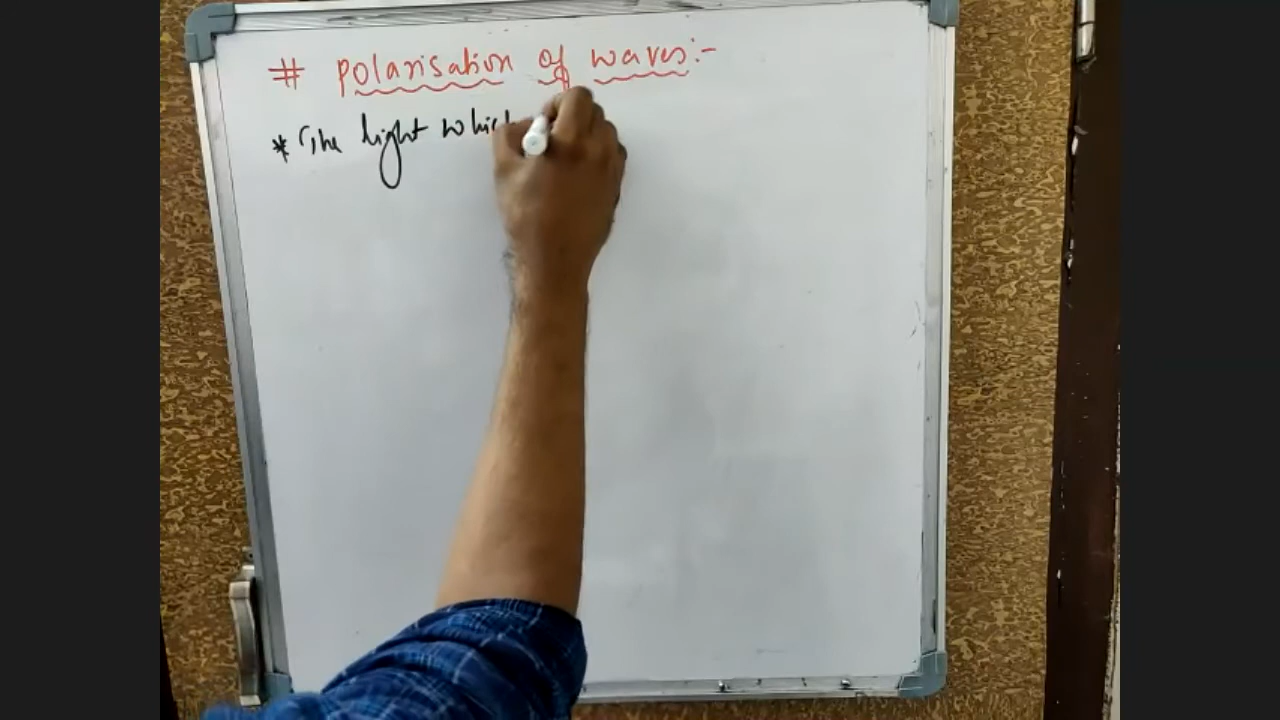 # Polarisation of waves:-
* The light which